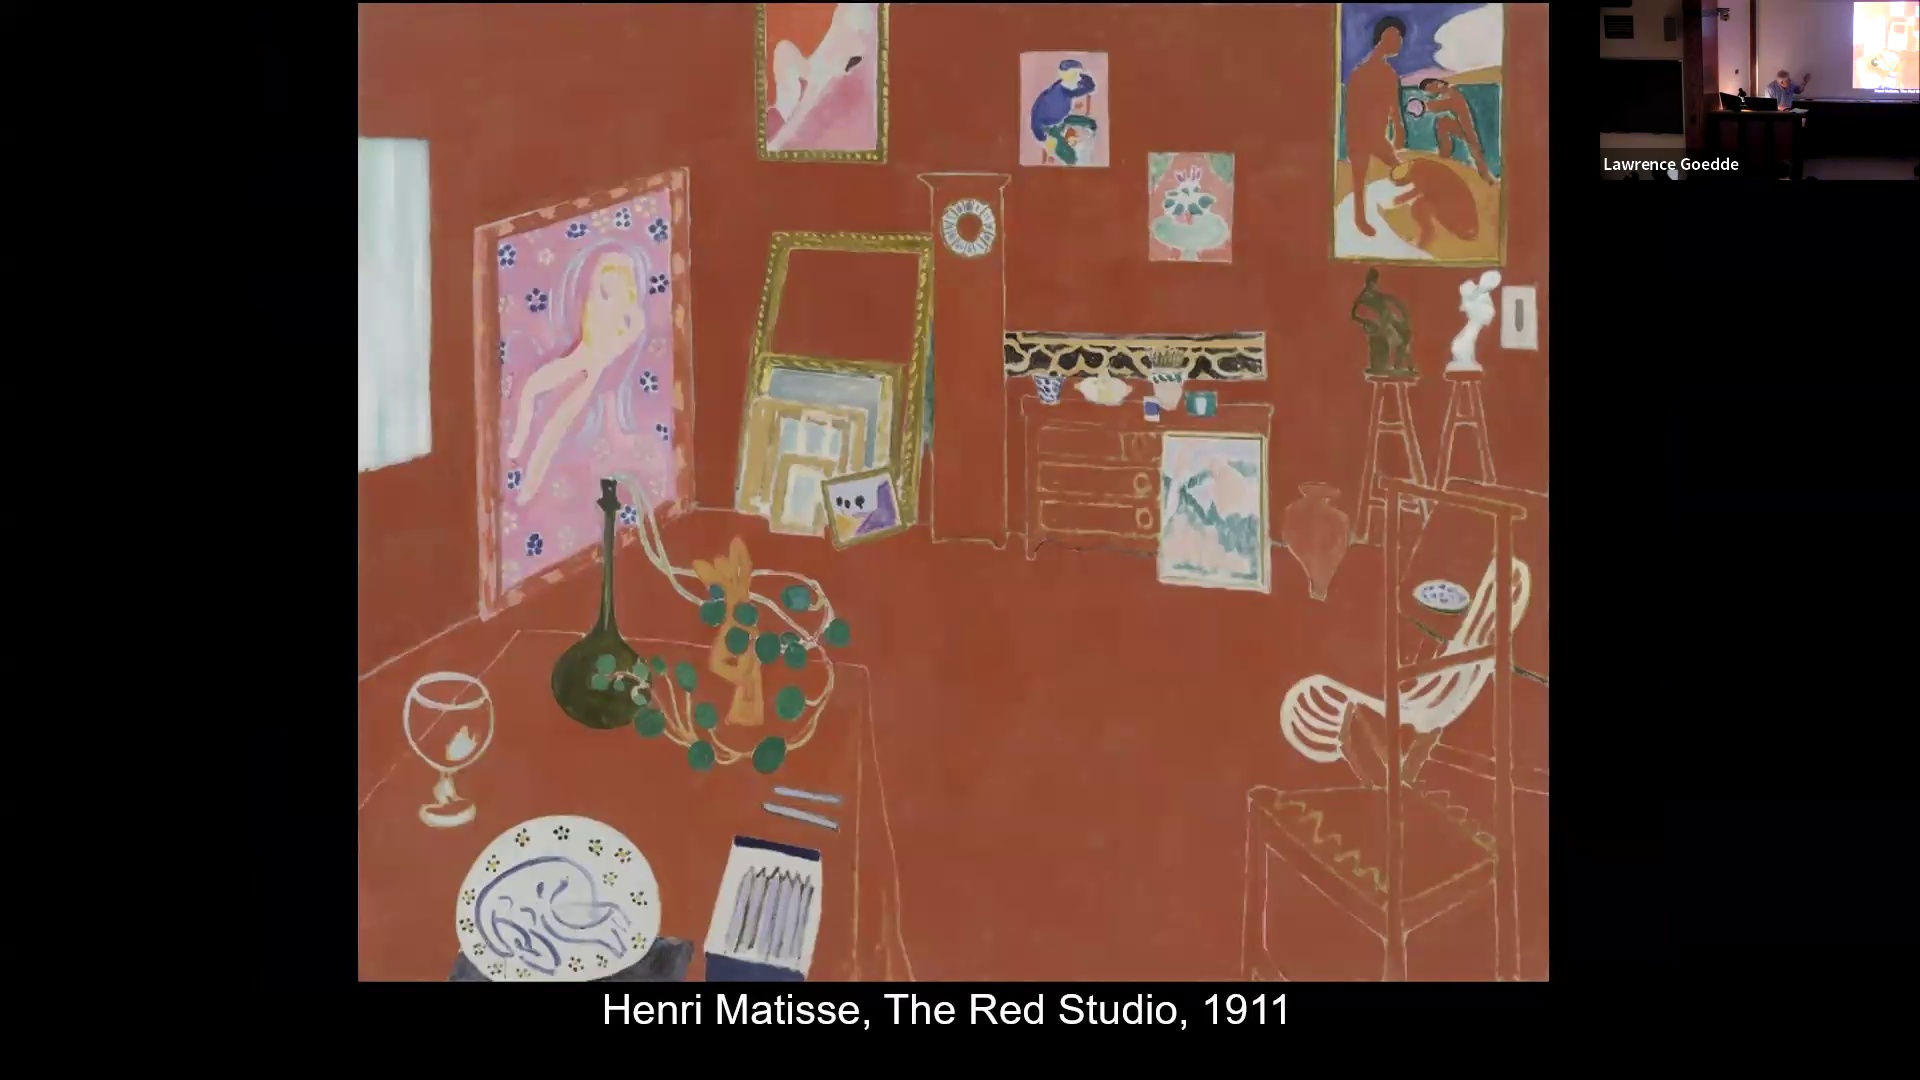 Lawrence Goedde
Henri Matisse, The Red Studio, 1911